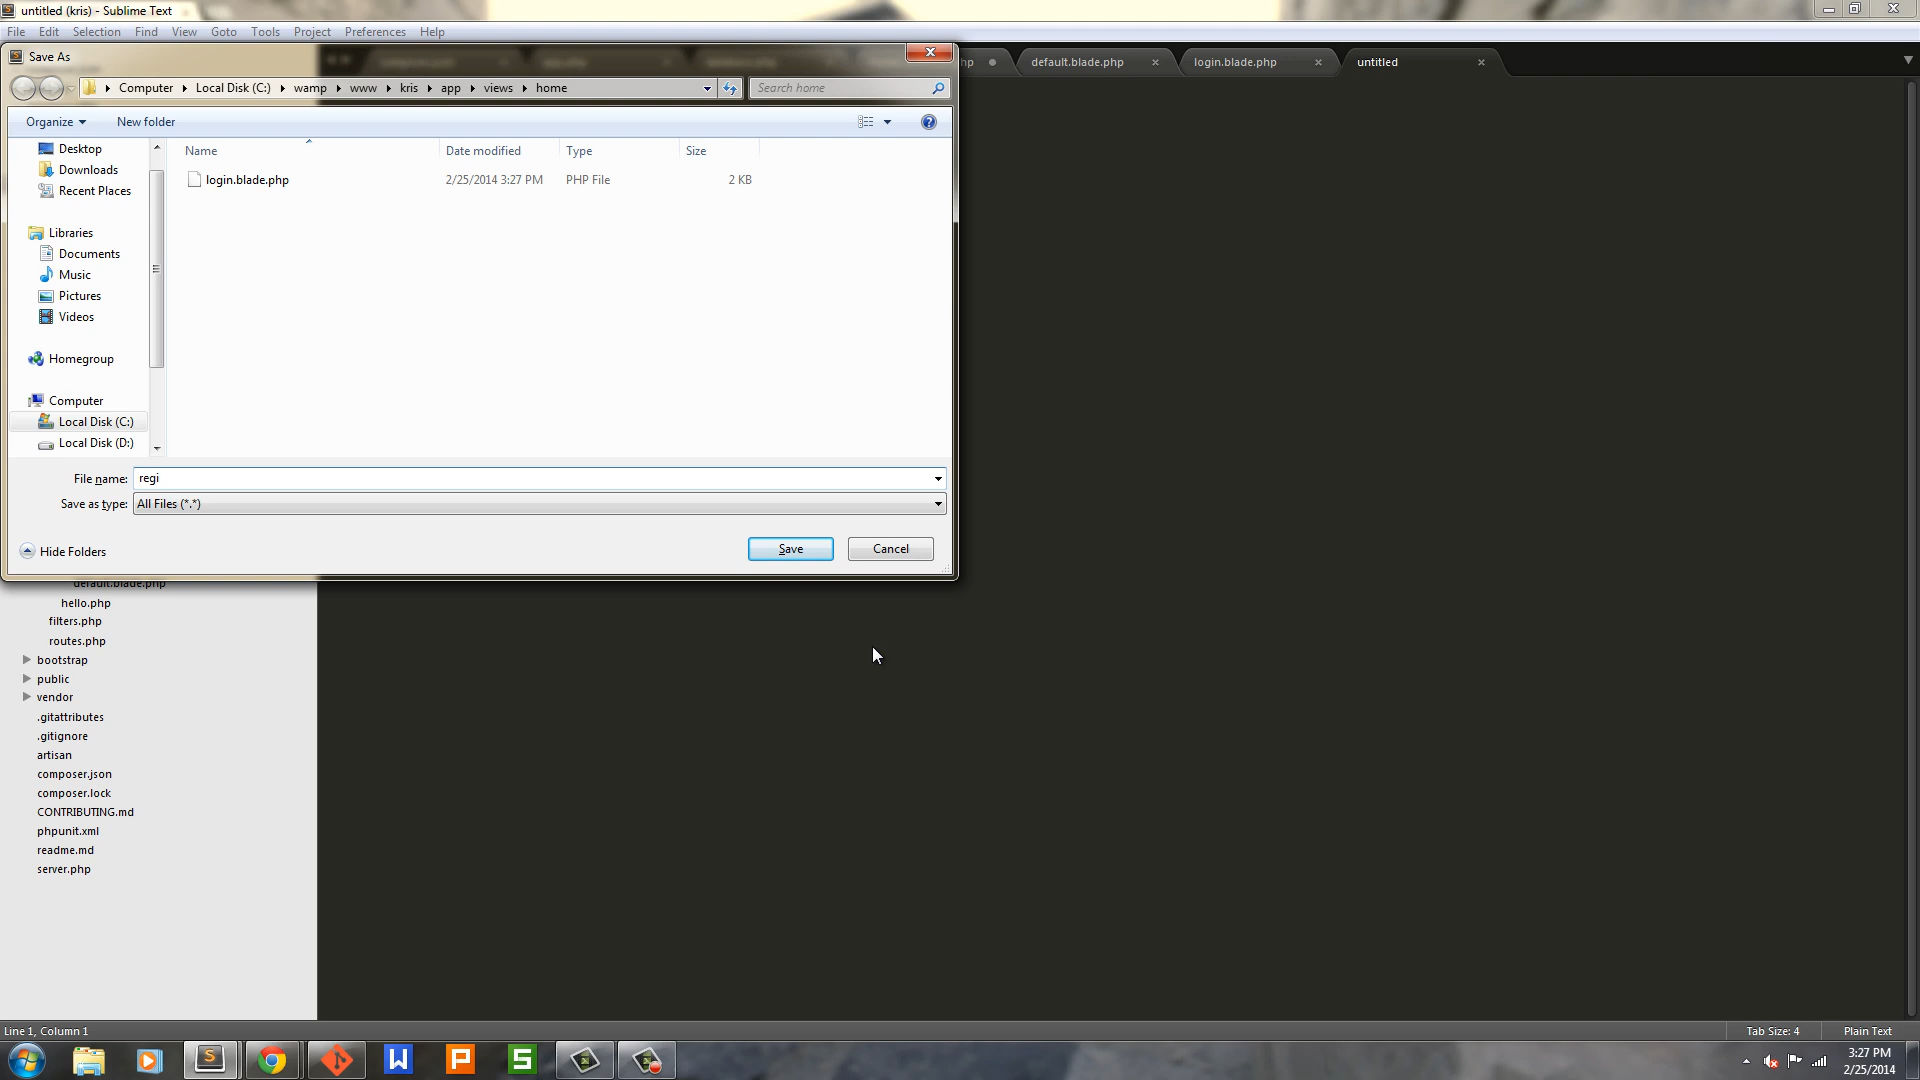 untitled (kris) - Sublime Text
File Edit Selection Find View Goto Tools Project Preferences Help
Save As
hp default.blade.php login.blade.php untitled
Computer Local Disk (C:) wamp www kris app views home Search home
Organize New folder
Desktop Name Date modified Type Size
Downloads login.blade.php 2/25/2014 3:27 PM PHP File 2 KB
Recent Places
Libraries
Documents
Music
Pictures
Videos
Homegroup
Computer
Local Disk (C:)
Local Disk (D:)
File name: regi
Save as type: All Files (*.*)
Hide Folders Save Cancel
default.blade.php
hello.php
filters.php
routes.php
bootstrap
public
vendor
.gitattributes
.gitignore
artisan
composer.json
composer.lock
CONTRIBUTING.md
phpunit.xml
readme.md
server.php
Line 1, Column 1 Tab Size: 4 Plain Text
S W P S
3:27 PM
2/25/2014